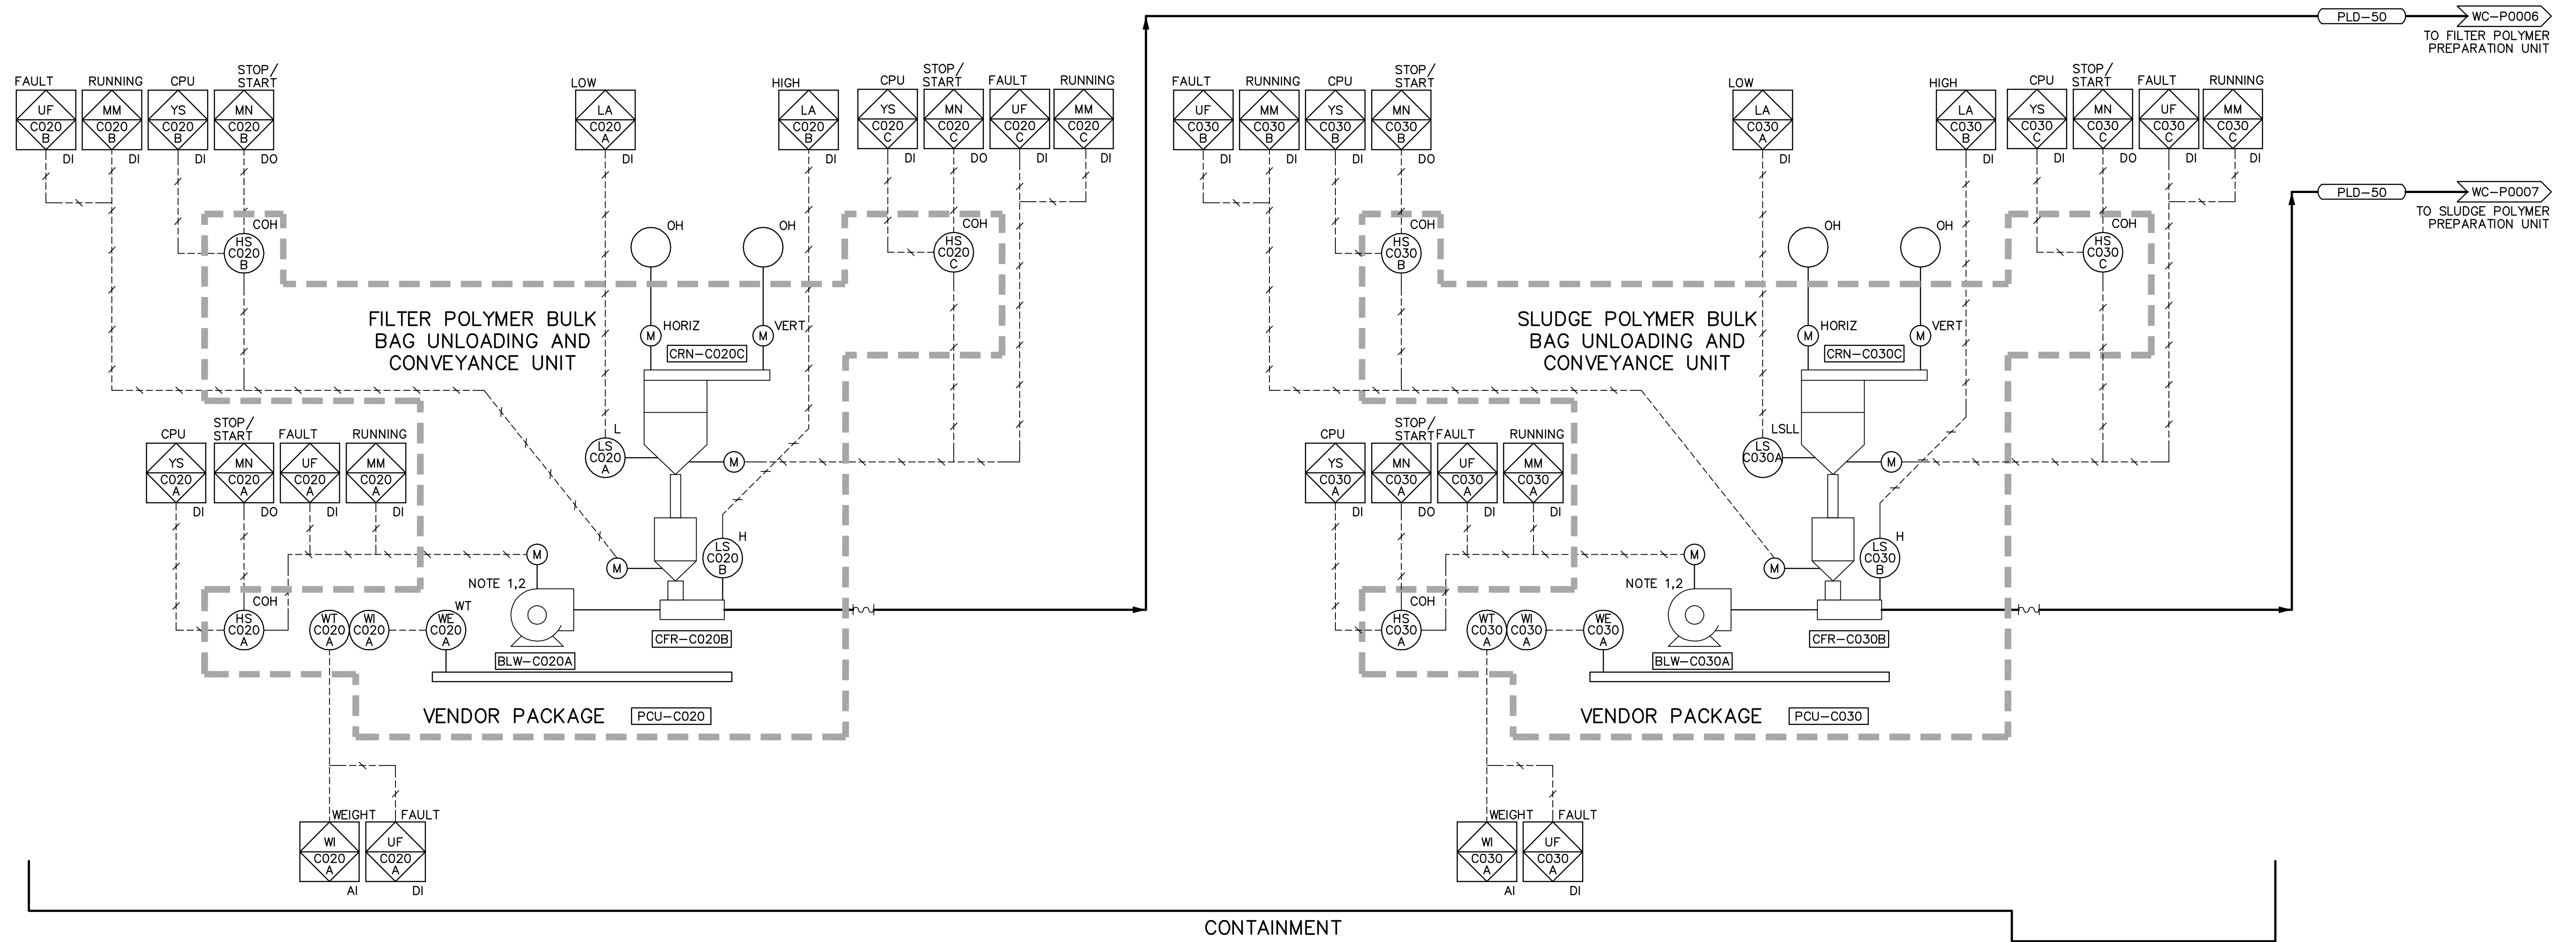 PLD-50
WC-P0006
TO FILTER POLYMER
PREPARATION UNIT
FAULT
UF
C020
B
DI
RUNNING
MM
C020
B
DI
CPU
YS
C020
B
DI
STOP/
START
MN
C020
B
DO
LOW
LA
C020
A
DI
HIGH
LA
C020
B
DI
CPU
YS
C020
C
DI
STOP/
START
MN
C020
C
DO
FAULT
UF
C020
C
DI
RUNNING
MM
C020
C
DI
COH
HS
C020
B
OH
OH
COH
HS
C020
C
FILTER POLYMER BULK
BAG UNLOADING AND
CONVEYANCE UNIT
M
HORIZ
M
VERT
CRN-C020C
CPU
YS
C020
A
DI
STOP/
START
MN
C020
A
DO
FAULT
UF
C020
A
DI
RUNNING
MM
C020
A
DI
L
LS
C020
A
M
M
M
H
LS
C020
B
NOTE 1,2
COH
HS
C020
A
WT
C020
A
WI
C020
A
WT
WE
C020
A
BLW-C020A
CFR-C020B
VENDOR PACKAGE
PCU-C020
WEIGHT
WI
C020
A
AI
FAULT
UF
C020
A
DI
FAULT
UF
C030
B
DI
RUNNING
MM
C030
B
DI
CPU
YS
C030
B
DI
STOP/
START
MN
C030
B
DO
LOW
LA
C030
A
DI
HIGH
LA
C030
B
DI
CPU
YS
C030
C
DI
STOP/
START
MN
C030
C
DO
FAULT
UF
C030
C
DI
RUNNING
MM
C030
C
DI
PLD-50
WC-P0007
TO SLUDGE POLYMER
PREPARATION UNIT
COH
HS
C030
B
OH
OH
COH
HS
C030
C
SLUDGE POLYMER BULK
BAG UNLOADING AND
CONVEYANCE UNIT
M
HORIZ
M
VERT
CRN-C030C
CPU
YS
C030
A
DI
STOP/
START
MN
C030
A
DO
FAULT
UF
C030
A
DI
RUNNING
MM
C030
A
DI
LSLL
LS
C030A
M
M
M
H
LS
C030
B
NOTE 1,2
COH
HS
C030
A
WT
C030
A
WI
C030
A
WE
C030
A
BLW-C030A
CFR-C030B
VENDOR PACKAGE
PCU-C030
WEIGHT
WI
C030
A
AI
FAULT
UF
C030
A
DI
CONTAINMENT